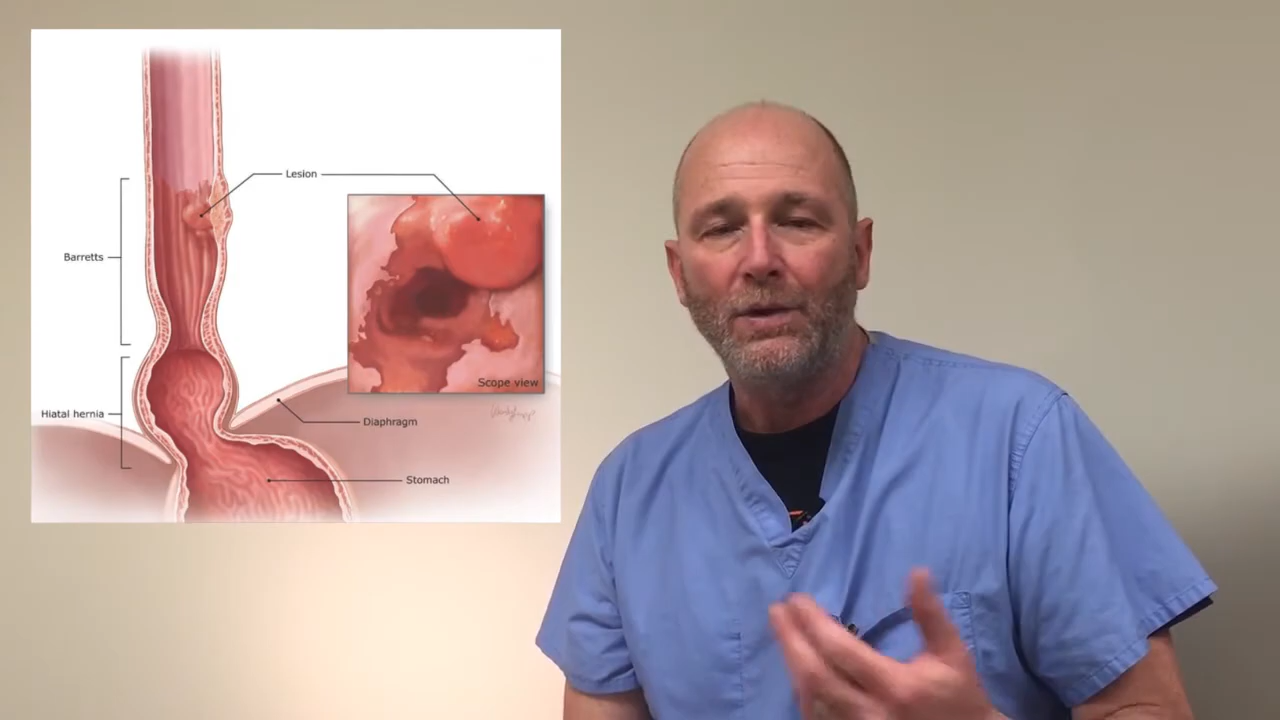 Lesion
Barretts
Scope view
Hiatal hernia
Diaphragm
Stomach